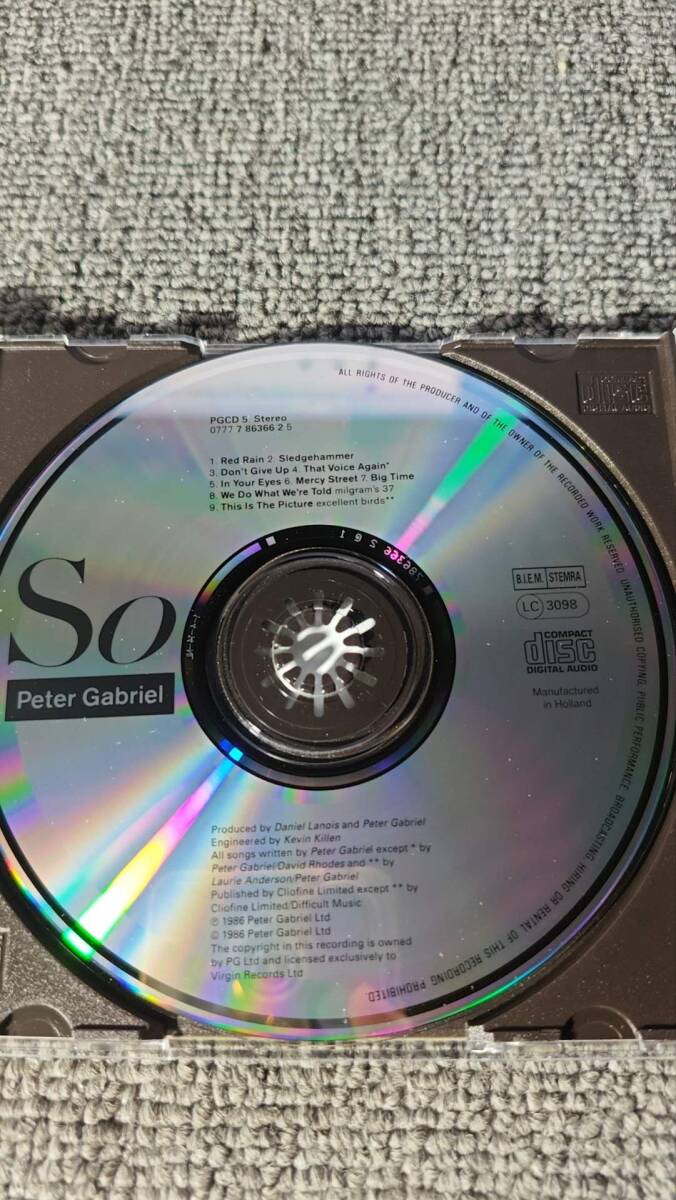 ALL RIGHTS OF THE PRODUCER AND OF THE OWNER OF THE RECORDED WORK RESERVED. UNAUTHORISED COPYING, PUBLIC PERFORMANCE, BROADCASTING, HIRING OR RENTAL OF THIS RECORDING PROHIBITED
DIGITAL AUDIO
PGCD 5 Stereo
0777 7 86366 2 5
1. Red Rain 2. Sledgehammer
3. Don't Give Up 4. That Voice Again*
5. In Your Eyes 6. Mercy Street 7. Big Time
8. We Do What We're Told milgram's 37
9. This Is The Picture excellent birds**
So
Peter Gabriel
B.I.E.M. STEMRA
LC 3098
COMPACT
disc
DIGITAL AUDIO
Manufactured
in Holland
Produced by Daniel Lanois and Peter Gabriel
Engineered by Kevin Killen
All songs written by Peter Gabriel except * by
Peter Gabriel/David Rhodes and ** by
Laurie Anderson/Peter Gabriel
Published by Cliofine Limited except ** by
Cliofine Limited/Difficult Music
℗ 1986 Peter Gabriel Ltd
© 1986 Peter Gabriel Ltd
The copyright in this recording is owned
by PG Ltd and licensed exclusively to
Virgin Records Ltd